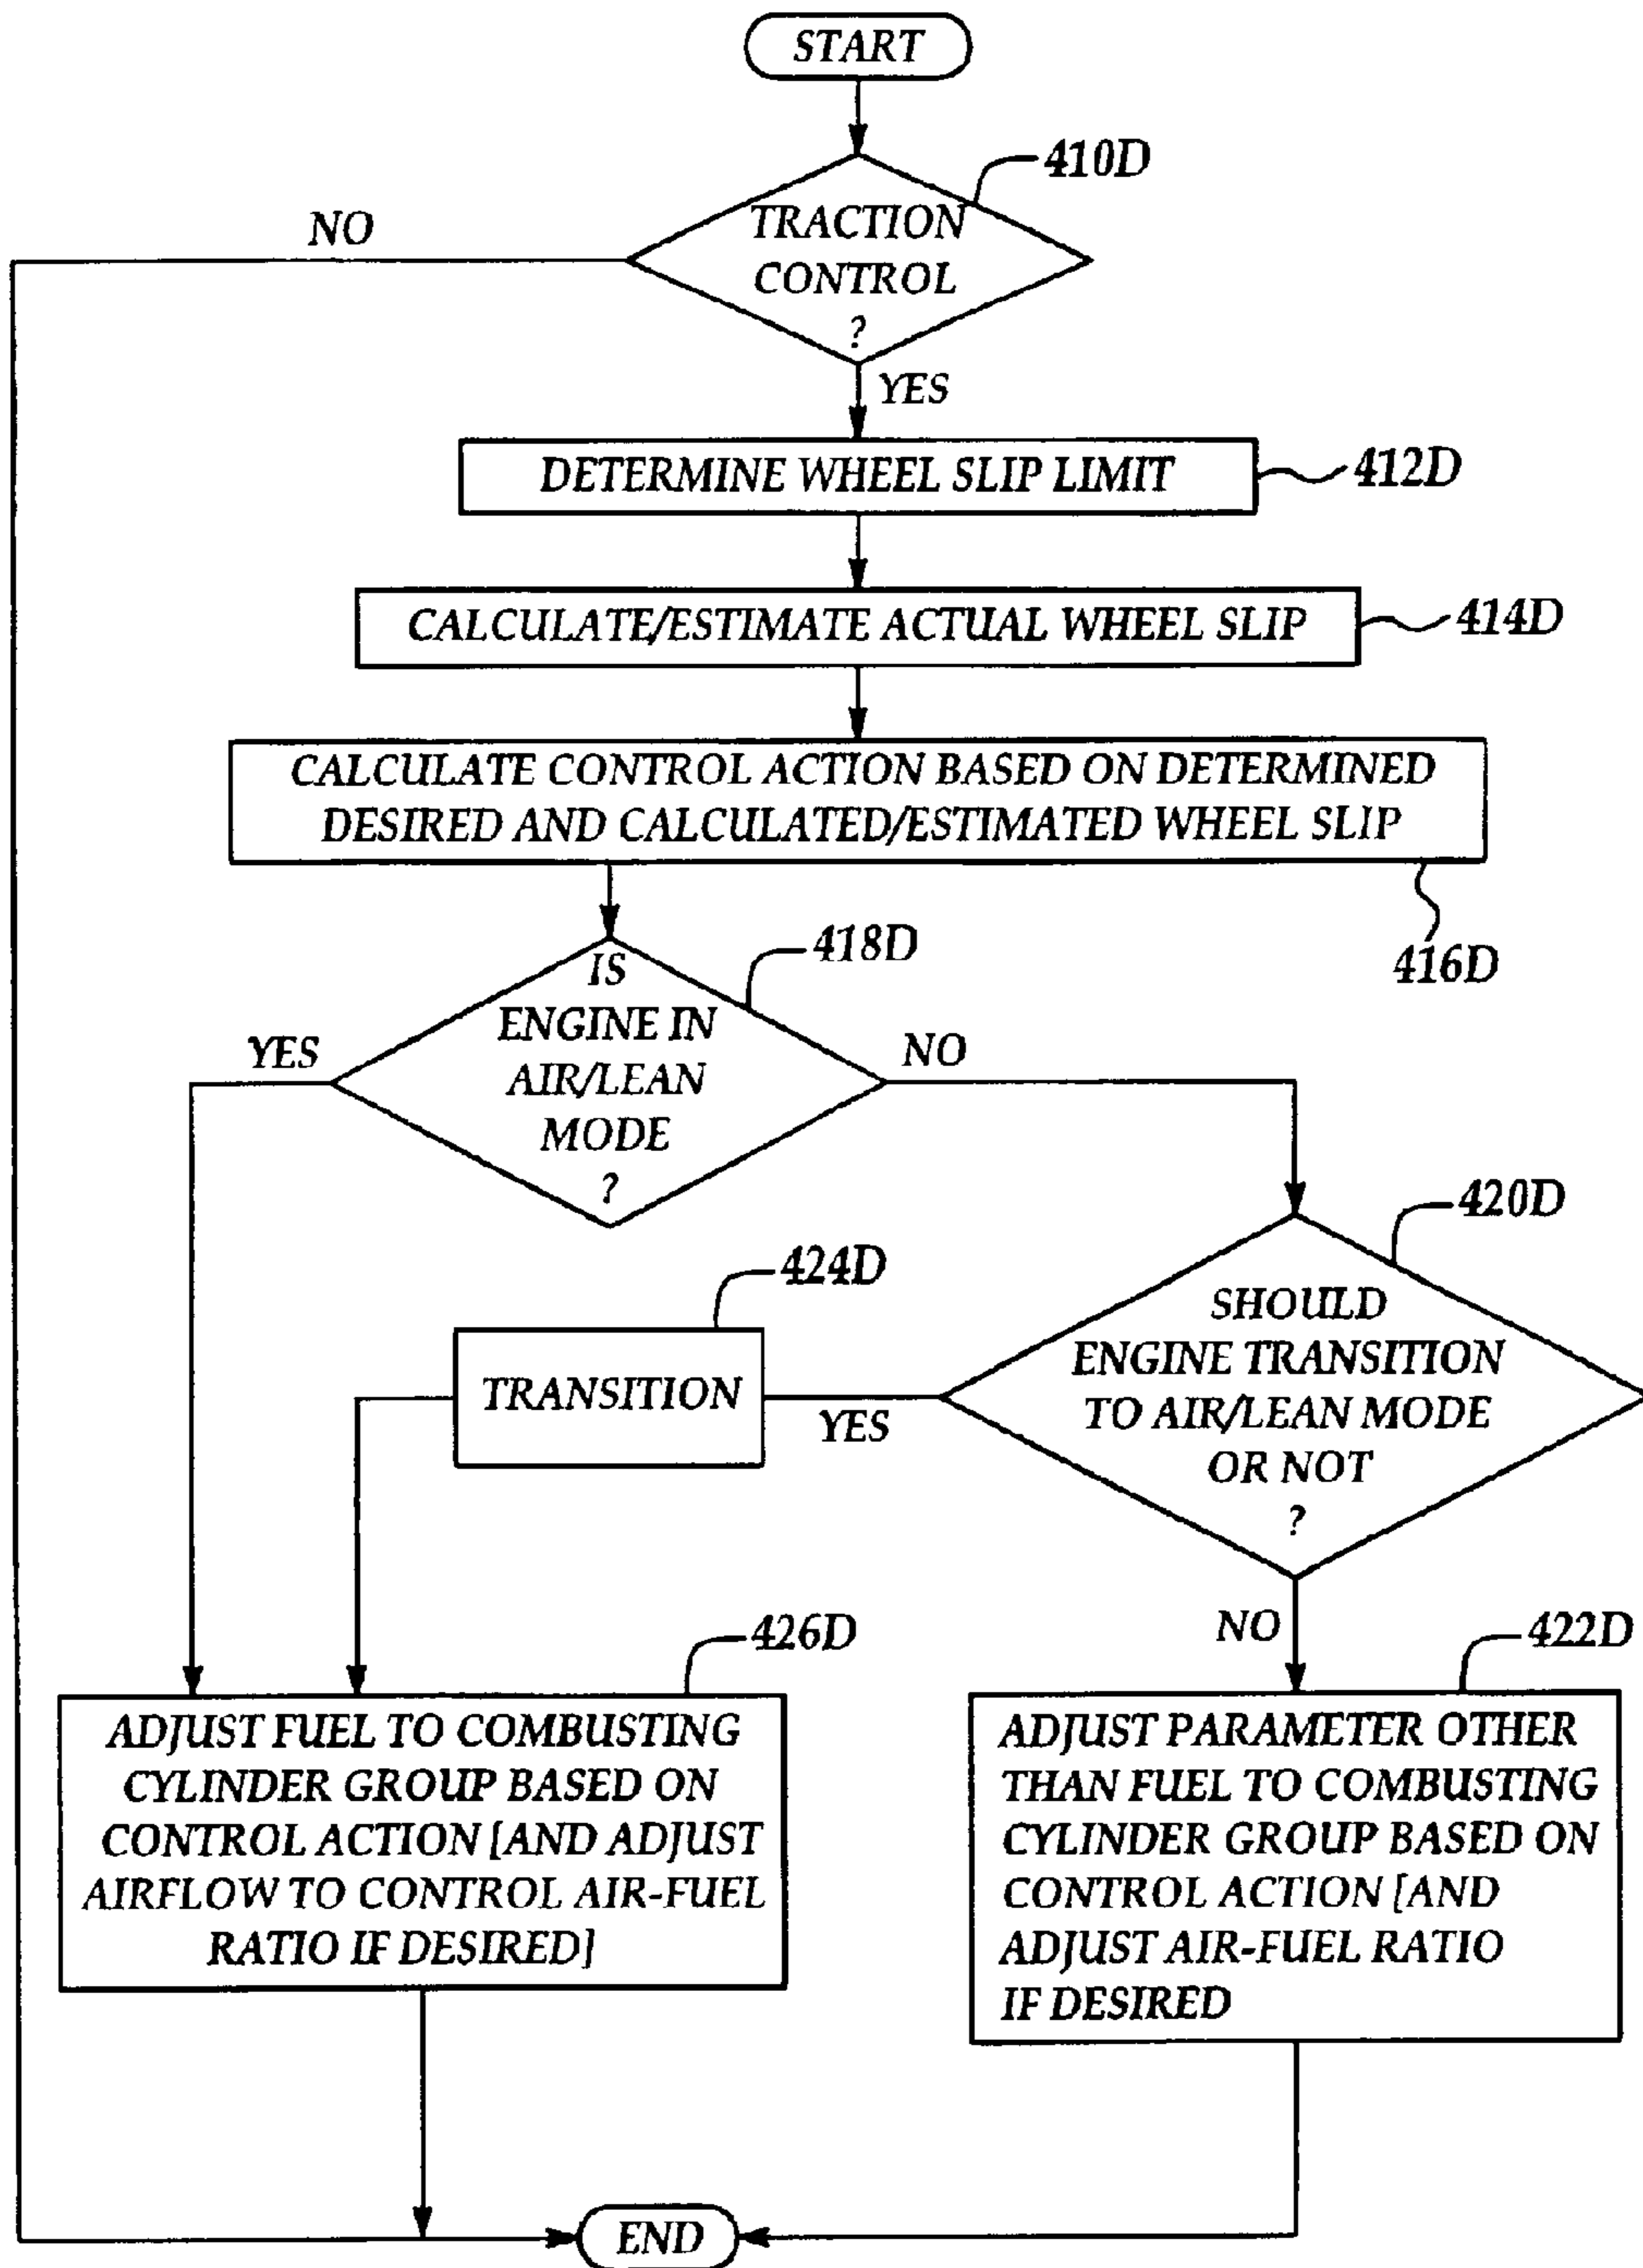 START
410D
NO
TRACTION
CONTROL
?
YES
DETERMINE WHEEL SLIP LIMIT
412D
CALCULATE/ESTIMATE ACTUAL WHEEL SLIP
414D
CALCULATE CONTROL ACTION BASED ON DETERMINED
DESIRED AND CALCULATED/ESTIMATED WHEEL SLIP
416D
418D
IS
ENGINE IN
AIR/LEAN
MODE
?
YES
NO
420D
424D
SHOULD
ENGINE TRANSITION
TO AIR/LEAN MODE
OR NOT
?
TRANSITION
YES
NO
426D
422D
ADJUST FUEL TO COMBUSTING
CYLINDER GROUP BASED ON
CONTROL ACTION [AND ADJUST
AIRFLOW TO CONTROL AIR-FUEL
RATIO IF DESIRED]
ADJUST PARAMETER OTHER
THAN FUEL TO COMBUSTING
CYLINDER GROUP BASED ON
CONTROL ACTION [AND
ADJUST AIR-FUEL RATIO
IF DESIRED
END